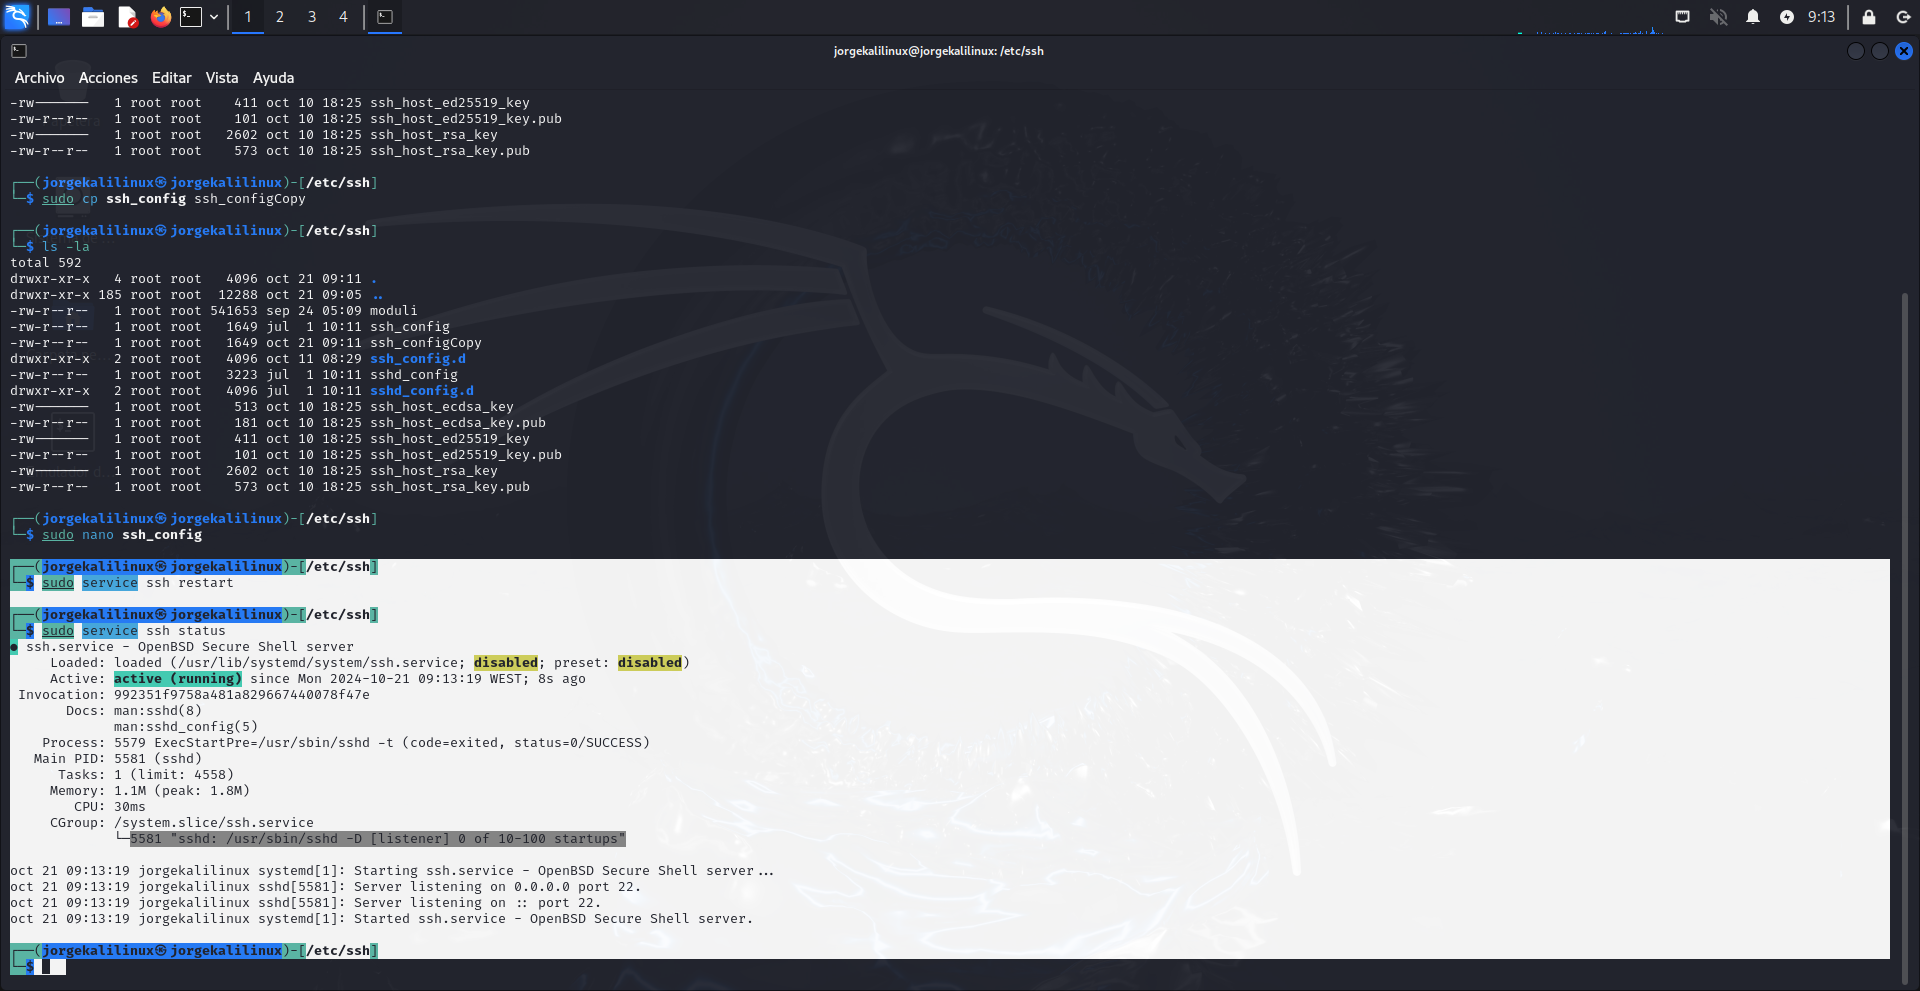 1 2 3 4 9:13
jorgekalilinux@jorgekalilinux: /etc/ssh
Archivo Acciones Editar Vista Ayuda
-rw------- 1 root root 411 oct 10 18:25 ssh_host_ed25519_key
-rw-r--r-- 1 root root 101 oct 10 18:25 ssh_host_ed25519_key.pub
-rw------- 1 root root 2602 oct 10 18:25 ssh_host_rsa_key
-rw-r--r-- 1 root root 573 oct 10 18:25 ssh_host_rsa_key.pub
┌──(jorgekalilinux㉿jorgekalilinux)-[/etc/ssh]
└─$ sudo cp ssh_config ssh_configCopy
┌──(jorgekalilinux㉿jorgekalilinux)-[/etc/ssh]
└─$ ls -la
total 592
drwxr-xr-x 4 root root 4096 oct 21 09:11 .
drwxr-xr-x 185 root root 12288 oct 21 09:05 ..
-rw-r--r-- 1 root root 541653 sep 24 05:09 moduli
-rw-r--r-- 1 root root 1649 jul 1 10:11 ssh_config
-rw-r--r-- 1 root root 1649 oct 21 09:11 ssh_configCopy
drwxr-xr-x 2 root root 4096 oct 11 08:29 ssh_config.d
-rw-r--r-- 1 root root 3223 jul 1 10:11 sshd_config
drwxr-xr-x 2 root root 4096 jul 1 10:11 sshd_config.d
-rw------- 1 root root 513 oct 10 18:25 ssh_host_ecdsa_key
-rw-r--r-- 1 root root 181 oct 10 18:25 ssh_host_ecdsa_key.pub
-rw------- 1 root root 411 oct 10 18:25 ssh_host_ed25519_key
-rw-r--r-- 1 root root 101 oct 10 18:25 ssh_host_ed25519_key.pub
-rw------- 1 root root 2602 oct 10 18:25 ssh_host_rsa_key
-rw-r--r-- 1 root root 573 oct 10 18:25 ssh_host_rsa_key.pub
┌──(jorgekalilinux㉿jorgekalilinux)-[/etc/ssh]
└─$ sudo nano ssh_config
┌──(jorgekalilinux㉿jorgekalilinux)-[/etc/ssh]
└─$ sudo service ssh restart
┌──(jorgekalilinux㉿jorgekalilinux)-[/etc/ssh]
└─$ sudo service ssh status
● ssh.service - OpenBSD Secure Shell server
Loaded: loaded (/usr/lib/systemd/system/ssh.service; disabled; preset: disabled)
Active: active (running) since Mon 2024-10-21 09:13:19 WEST; 8s ago
Invocation: 992351f9758a481a829667440078f47e
Docs: man:sshd(8)
man:sshd_config(5)
Process: 5579 ExecStartPre=/usr/sbin/sshd -t (code=exited, status=0/SUCCESS)
Main PID: 5581 (sshd)
Tasks: 1 (limit: 4558)
Memory: 1.1M (peak: 1.8M)
CPU: 30ms
CGroup: /system.slice/ssh.service
└─5581 "sshd: /usr/sbin/sshd -D [listener] 0 of 10-100 startups"
oct 21 09:13:19 jorgekalilinux systemd[1]: Starting ssh.service - OpenBSD Secure Shell server...
oct 21 09:13:19 jorgekalilinux sshd[5581]: Server listening on 0.0.0.0 port 22.
oct 21 09:13:19 jorgekalilinux sshd[5581]: Server listening on :: port 22.
oct 21 09:13:19 jorgekalilinux systemd[1]: Started ssh.service - OpenBSD Secure Shell server.
┌──(jorgekalilinux㉿jorgekalilinux)-[/etc/ssh]
└─$